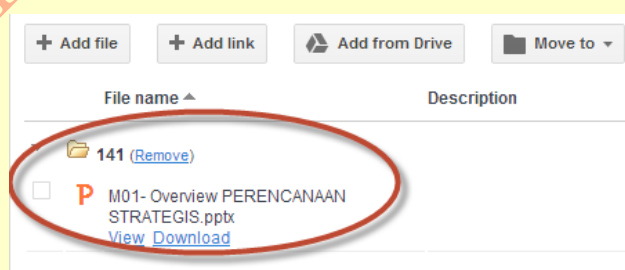 Add file Add link Add from Drive Move to
File name Description
141 (Remove)
M01- Overview PERENCANAAN
STRATEGIS.pptx
View Download